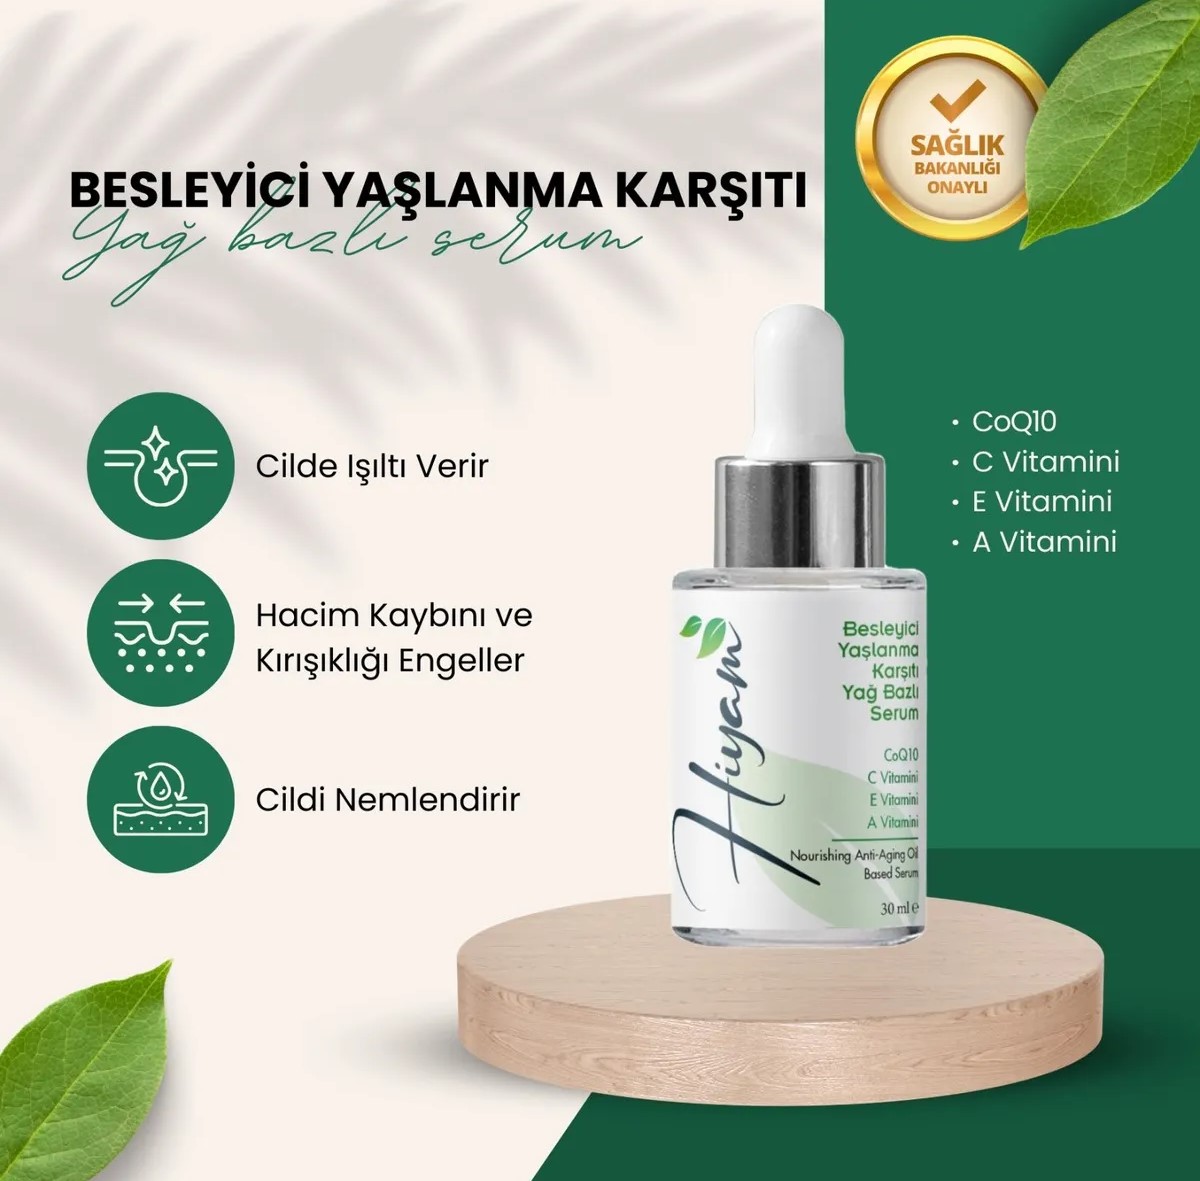 BESLEYİCİ YAŞLANMA KARŞITI
Yağ bazlı serum
SAĞLIK
BAKANLIĞI
ONAYLI
Cilde Işıltı Verir
Hacim Kaybını ve
Kırışıklığı Engeller
Cildi Nemlendirir
• CoQ10
• C Vitamini
• E Vitamini
• A Vitamini
Hiyam
Besleyici
Yaşlanma
Karşıtı
Yağ Bazlı
Serum
CoQ10
C Vitamini
E Vitamini
A Vitamini
Nourishing Anti-Aging Oil
Based Serum
30 ml ℮